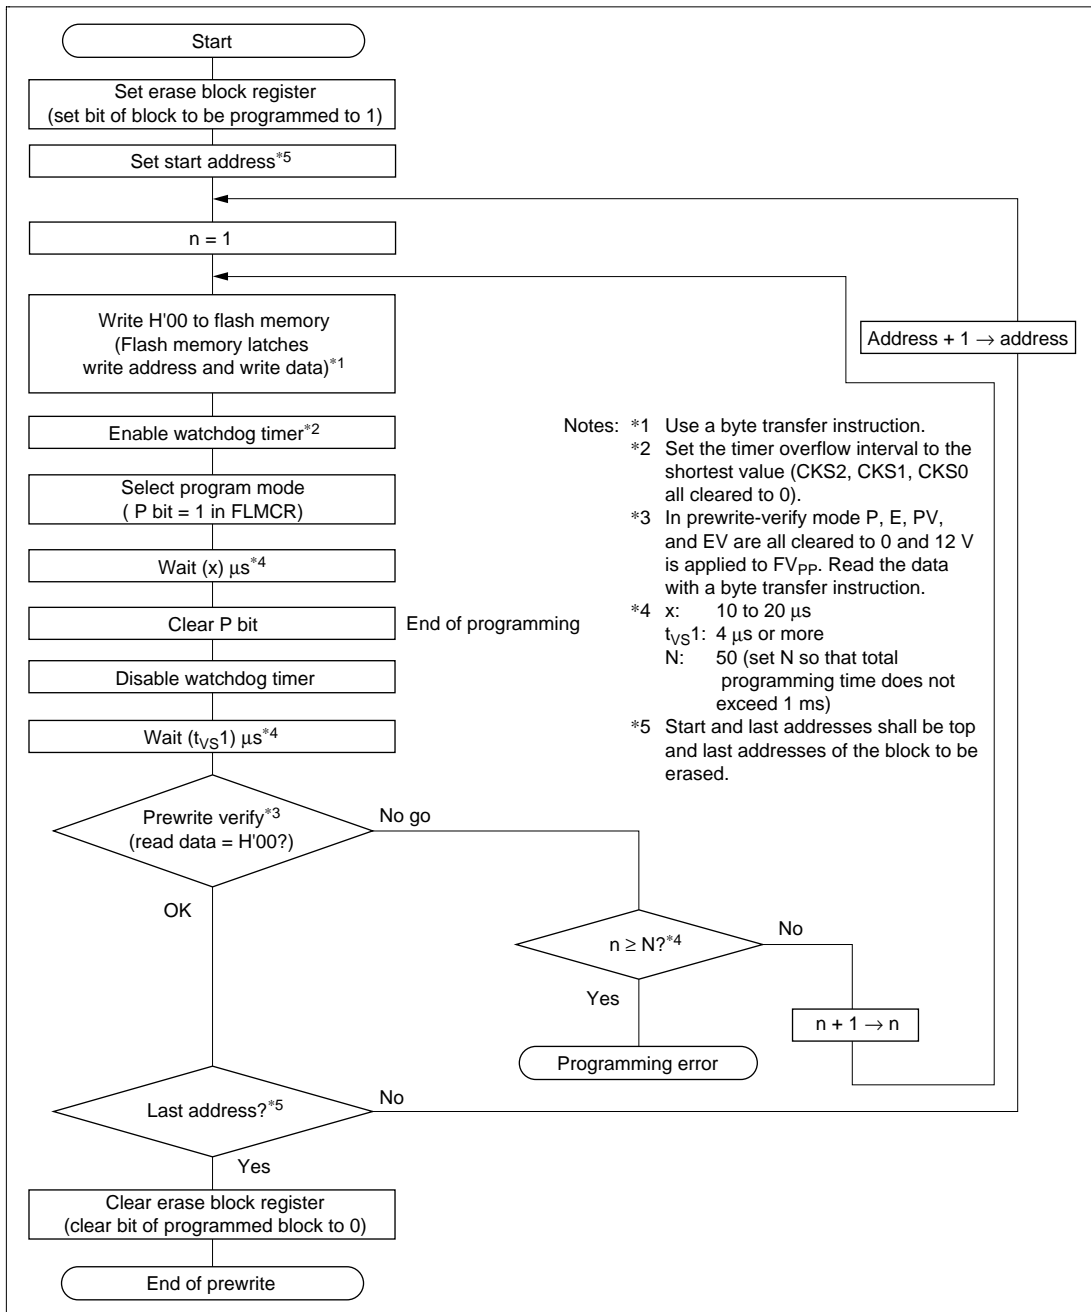 Start
Set erase block register
(set bit of block to be programmed to 1)
Set start address*5
n = 1
Write H'00 to flash memory
(Flash memory latches
write address and write data)*1
Address + 1 → address
Enable watchdog timer*2
Select program mode
( P bit = 1 in FLMCR)
Wait (x) μs*4
Clear P bit
End of programming
Disable watchdog timer
Wait (tVS1) μs*4
Notes: *1 Use a byte transfer instruction.
*2 Set the timer overflow interval to the
shortest value (CKS2, CKS1, CKS0
all cleared to 0).
*3 In prewrite-verify mode P, E, PV,
and EV are all cleared to 0 and 12 V
is applied to FVPP. Read the data
with a byte transfer instruction.
*4 x: 10 to 20 μs
tVS1: 4 μs or more
N: 50 (set N so that total
programming time does not
exceed 1 ms)
*5 Start and last addresses shall be top
and last addresses of the block to be
erased.
Prewrite verify*3
(read data = H'00?)
No go
OK
n ≥ N?*4
No
Yes
n + 1 → n
Programming error
Last address?*5
No
Yes
Clear erase block register
(clear bit of programmed block to 0)
End of prewrite